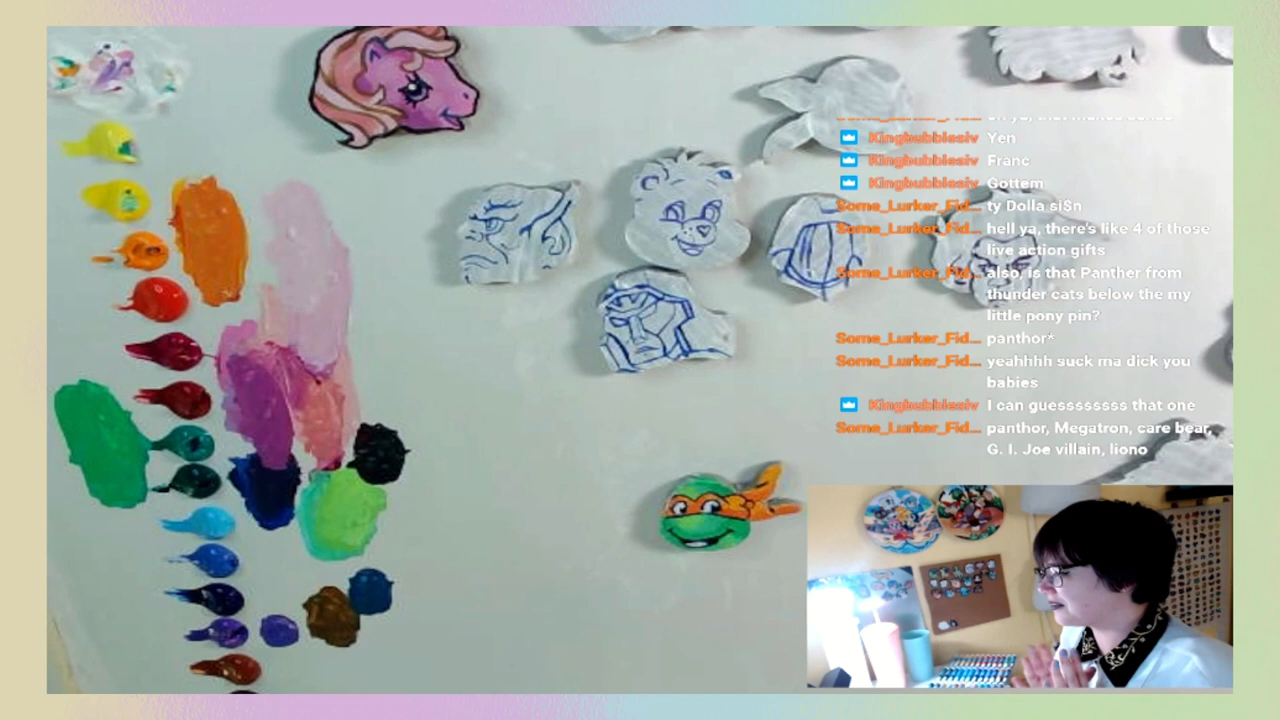 Kingbubblesiv Yen
Kingbubblesiv Franc
Kingbubblesiv Gottem
Some_Lurker_Fid... ty Dolla si$n
Some_Lurker_Fid... hell ya, there's like 4 of those
live action gifts
Some_Lurker_Fid... also, is that Panther from
thunder cats below the my
little pony pin?
Some_Lurker_Fid... panthor*
Some_Lurker_Fid... yeahhhh suck ma dick you
babies
Kingbubblesiv I can guessssssss that one
Some_Lurker_Fid... panthor, Megatron, care bear,
G. I. Joe villain, liono